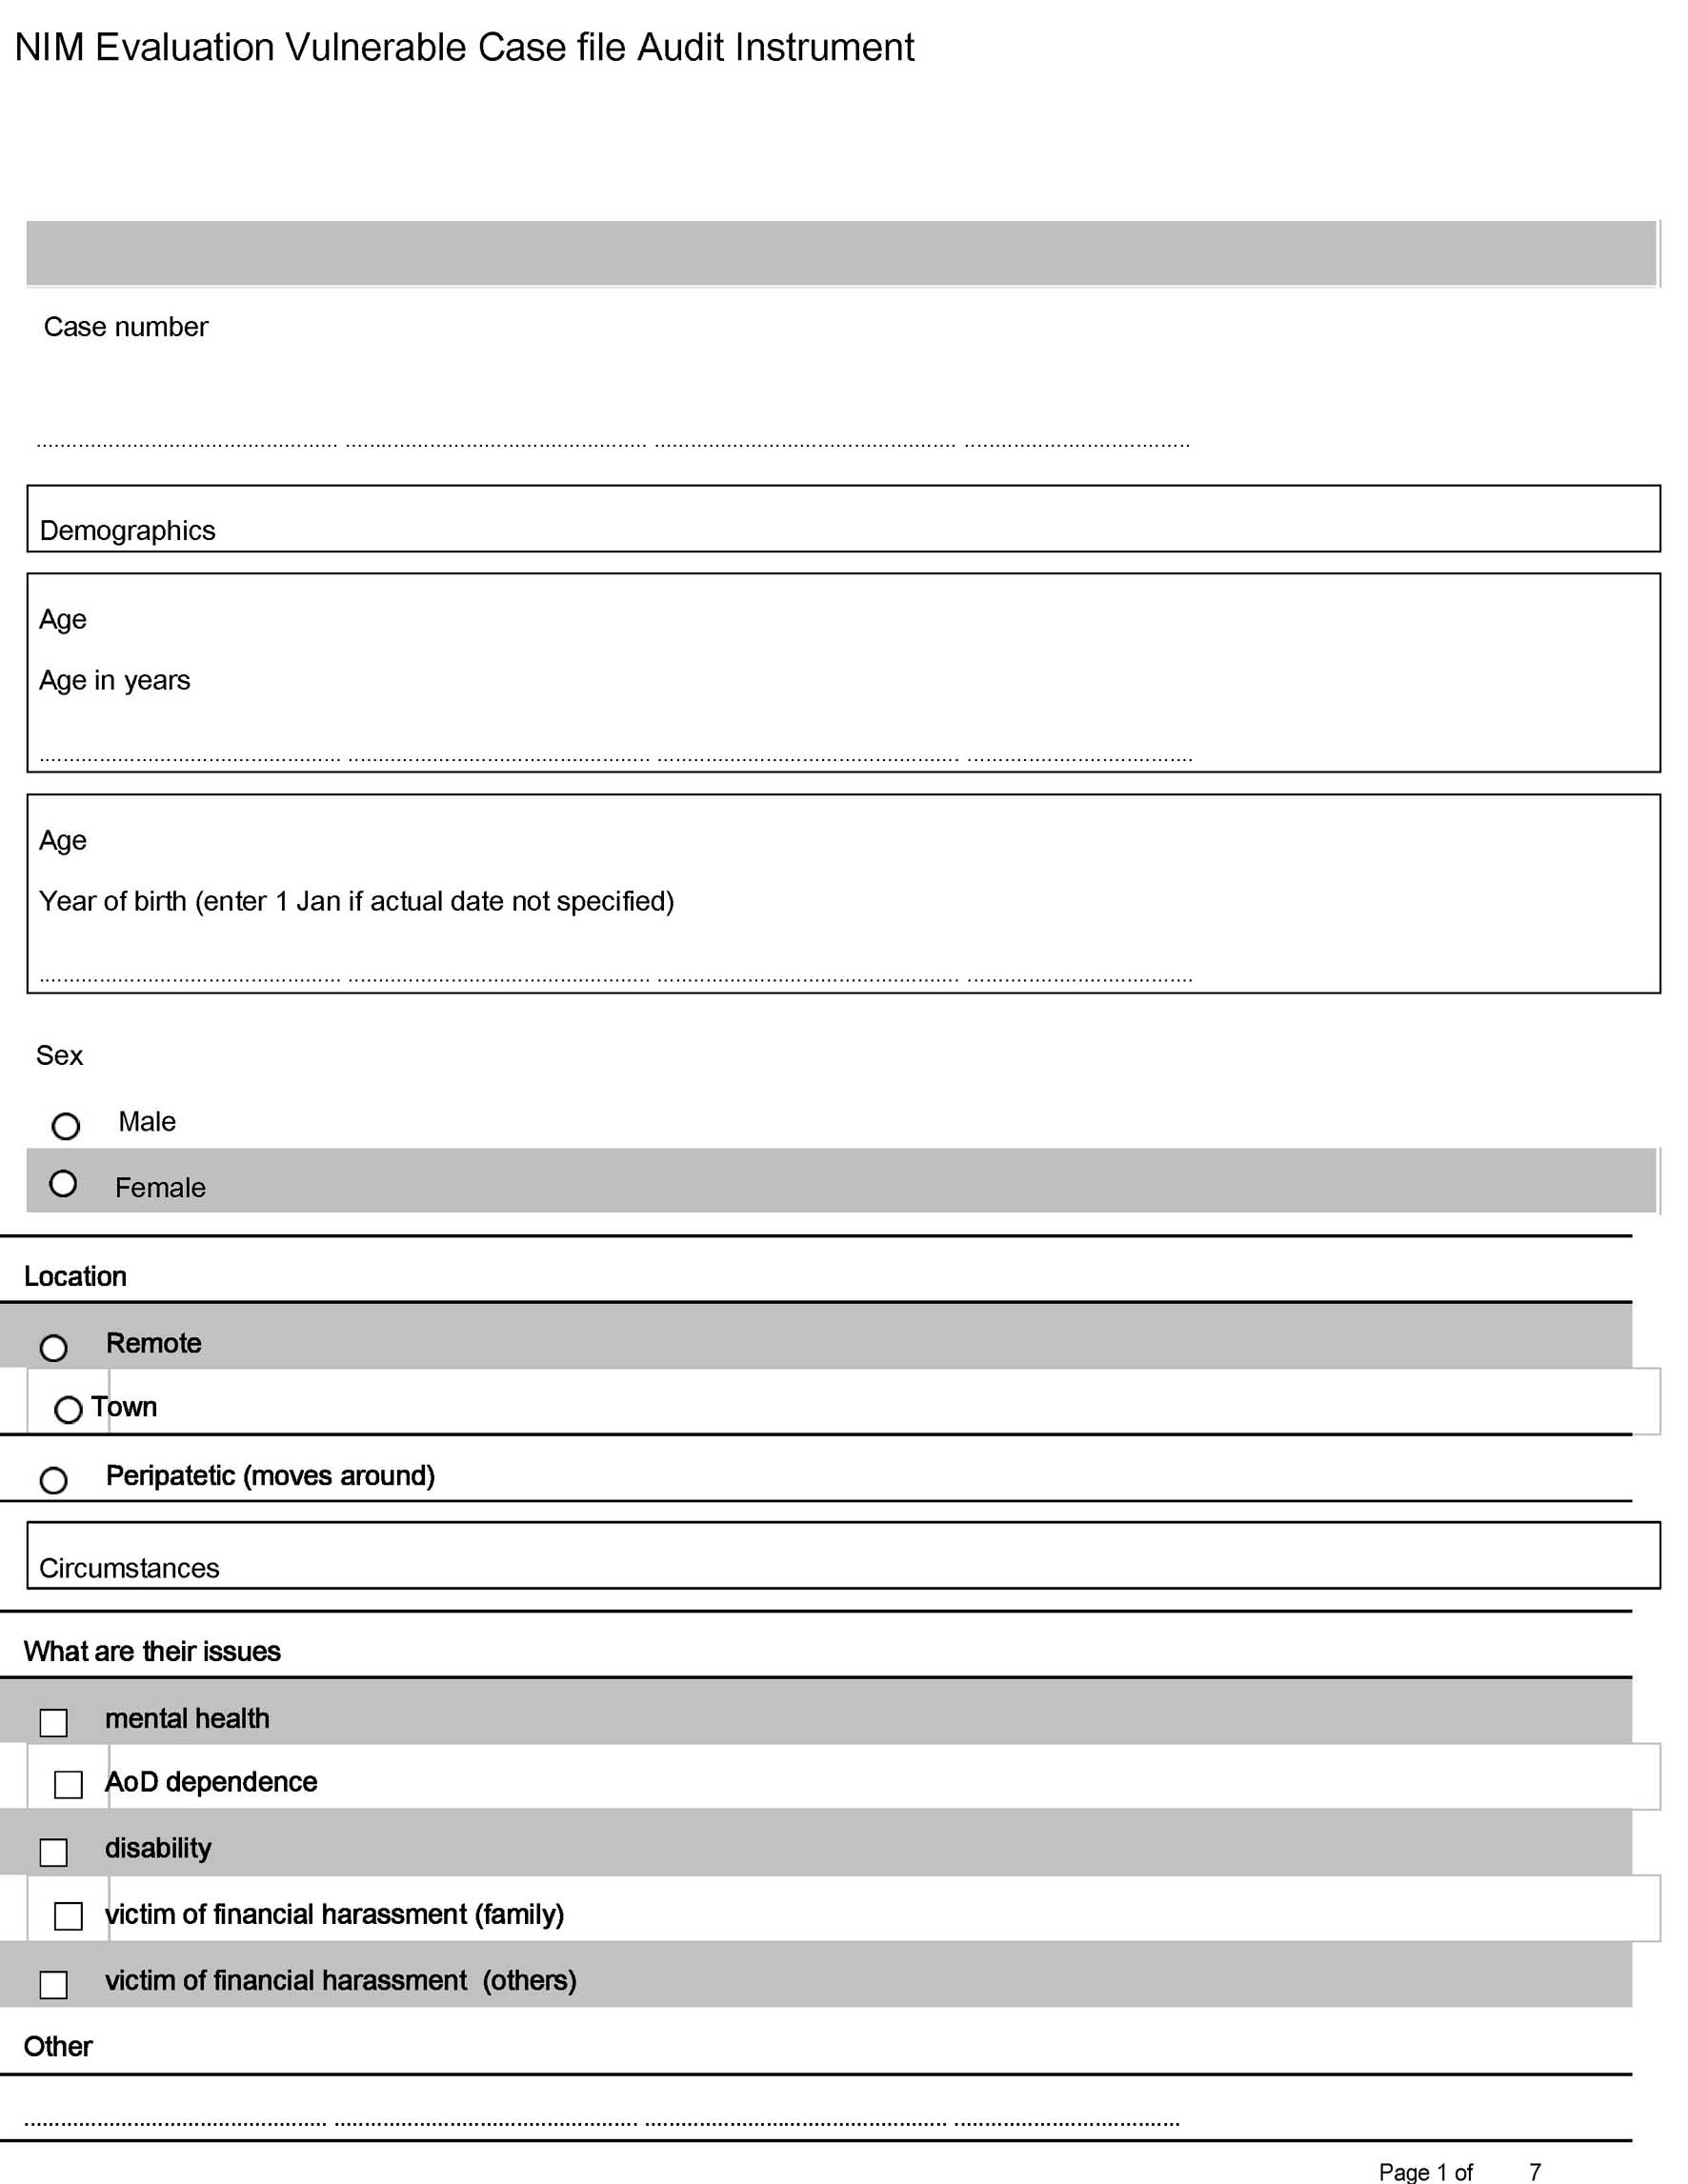 NIM Evaluation Vulnerable Case file Audit Instrument
Case number
................................................ ................................................ ................................................ ....................................
Demographics
Age
Age in years
................................................ ................................................ ................................................ ....................................
Age
Year of birth (enter 1 Jan if actual date not specified)
................................................ ................................................ ................................................ ....................................
Sex
Male
Female
Location
Remote
Town
Peripatetic (moves around)
Circumstances
What are their issues
mental health
AoD dependence
disability
victim of financial harassment (family)
victim of financial harassment (others)
Other
................................................ ................................................ ................................................ ....................................
Page 1 of 7